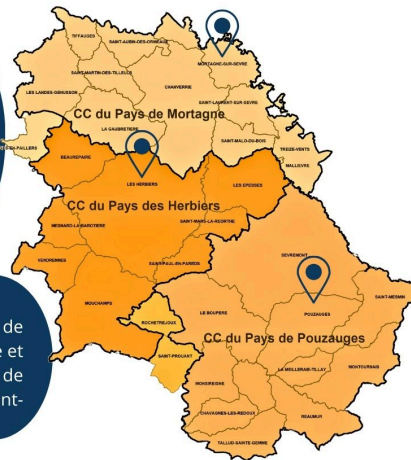 TIFFAUGES
SAINT-AUBIN-DES-ORMEAUX
MORTAGNE-SUR-SEVRE
SAINT-MARTIN-DES-TILLEULS
LES LANDES-GENUSSON
CHANVERRIE
SAINT-LAURENT-SUR-SEVRE
CC du Pays de Mortagne
LA GAUBRETIERE
SAINT-MALO-DU-BOIS
TREIZE-VENTS
MALLIEVRE
BEAUREPAIRE
LES HERBIERS
LES EPESSES
CC du Pays des Herbiers
MESNARD-LA-BAROTIERE
SAINT-MARS-LA-REORTHE
VENDRENNES
SAINT-PAUL-EN-PAREDS
SEVREMONT
MOUCHAMPS
SAINT-MESMIN
ROCHETREJOUX
LE BOUPERE
POUZAUGES
CC du Pays de Pouzauges
SAINT-PROUANT
MONTOURNAIS
LA MEILLERAIE-TILLAY
MONSIREIGNE
CHAVAGNES-LES-REDOUX
REAUMUR
TALLUD-SAINTE-GEMME
de
et
de
nt-